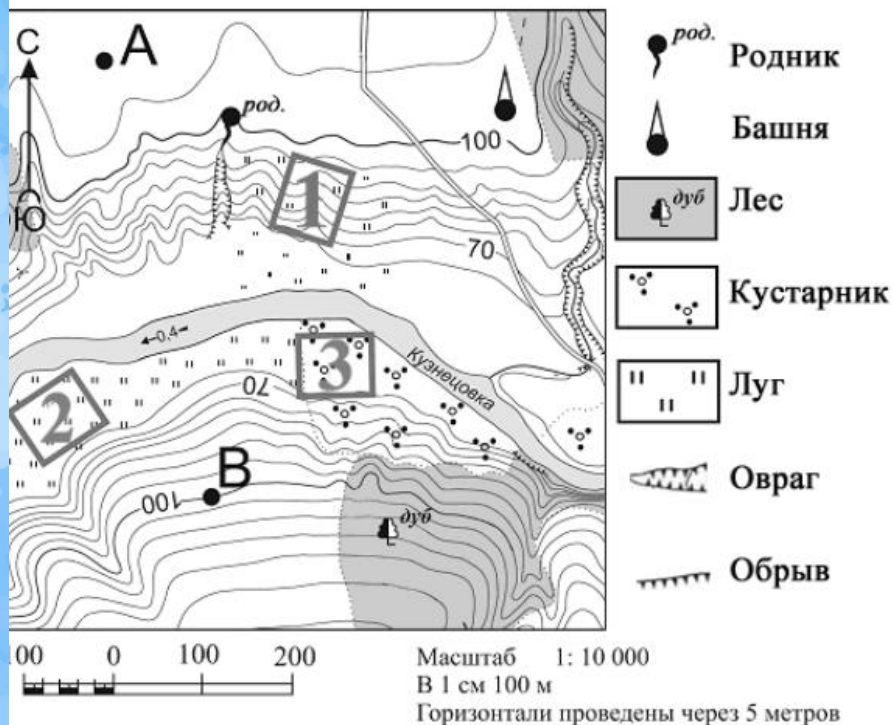 С
А
род.
100
1
Ю
70
0,4
Кузнецовка
3
70
2
В
100
дуб
род.
Родник
Башня
дуб
Лес
Кустарник
Луг
Овраг
Обрыв
100 0 100 200
Масштаб 1: 10 000
В 1 см 100 м
Горизонтали проведены через 5 метров